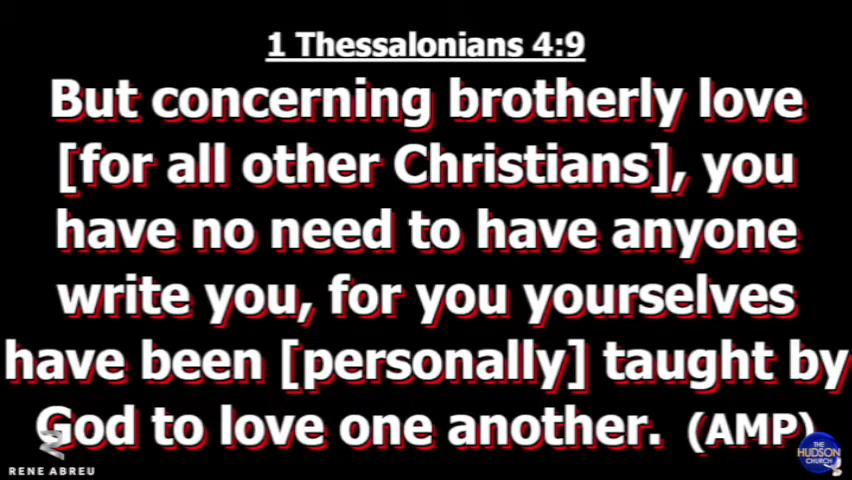 1 Thessalonians 4:9
But concerning brotherly love
[for all other Christians], you
have no need to have anyone
write you, for you yourselves
have been [personally] taught by
God to love one another. (AMP)
RENE ABREU
THE
HUDSON
CHURCH